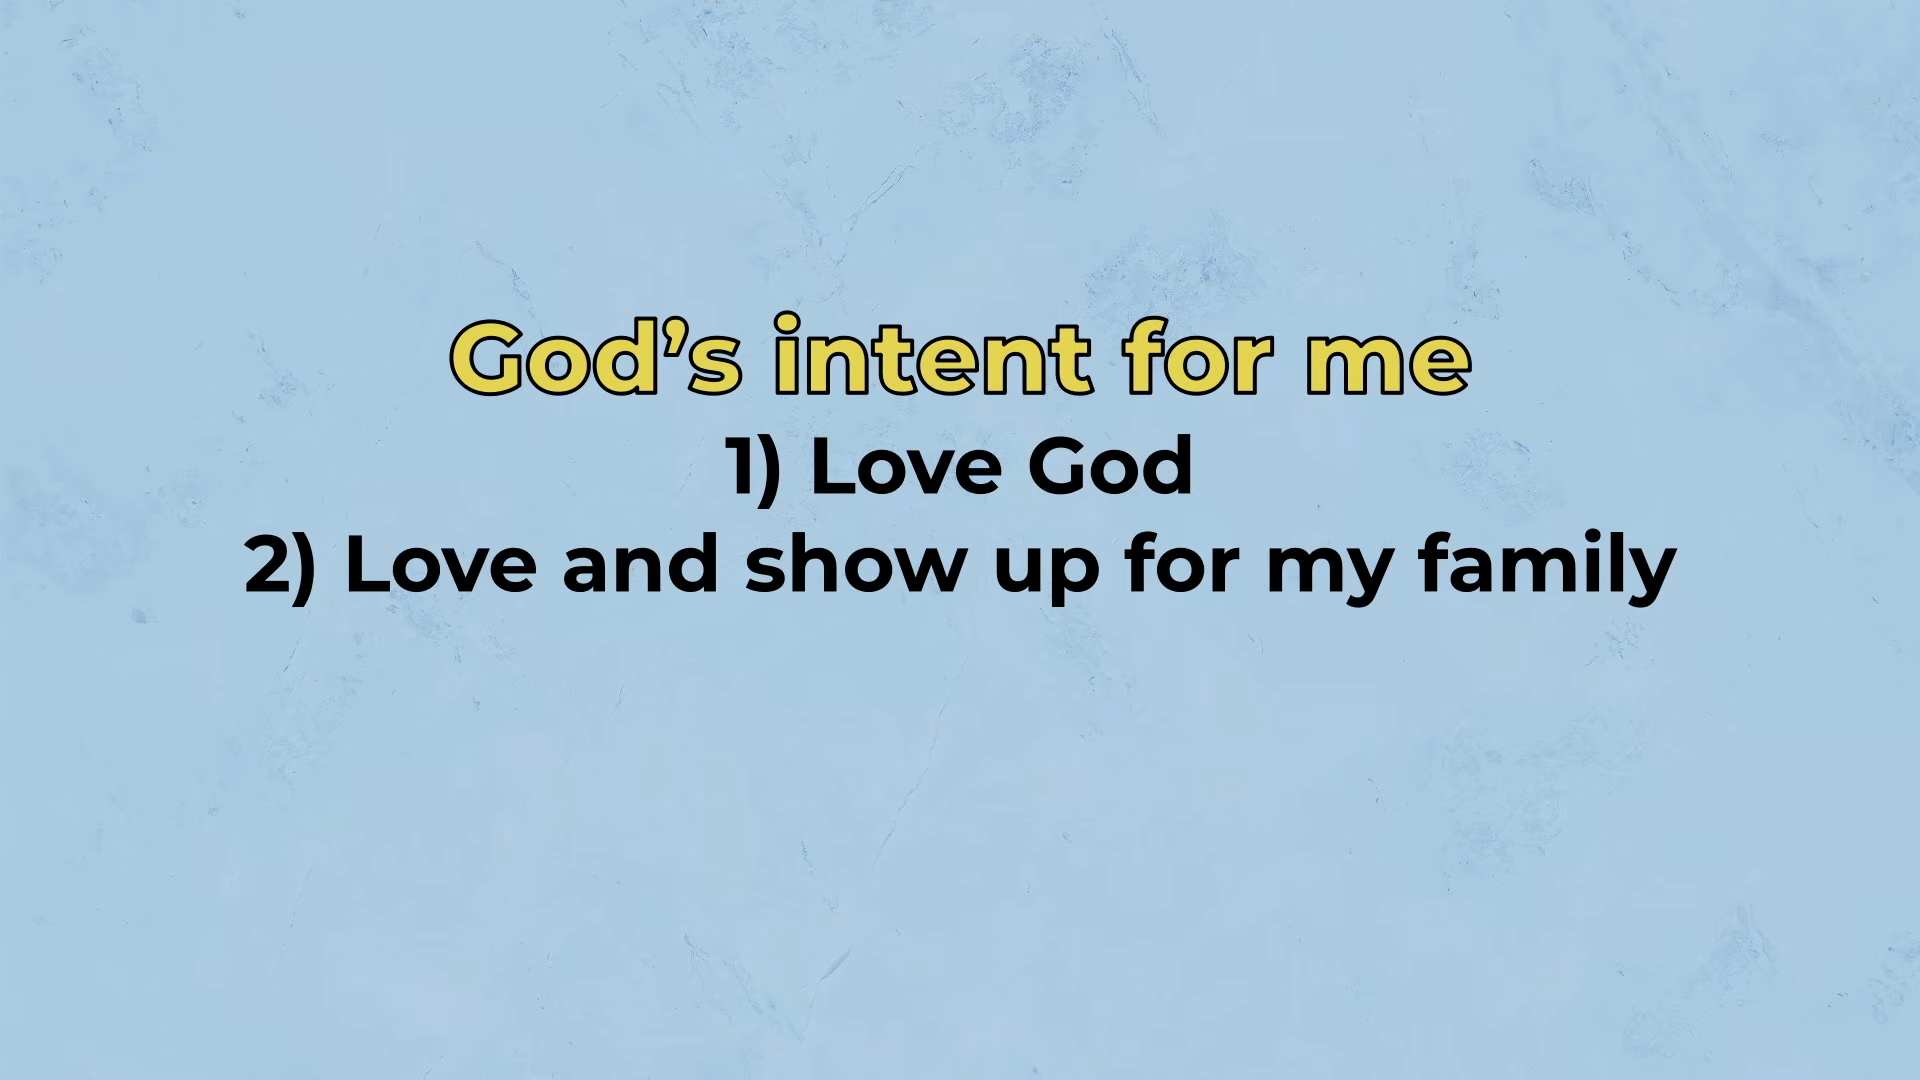 God’s intent for me
1) Love God
2) Love and show up for my family